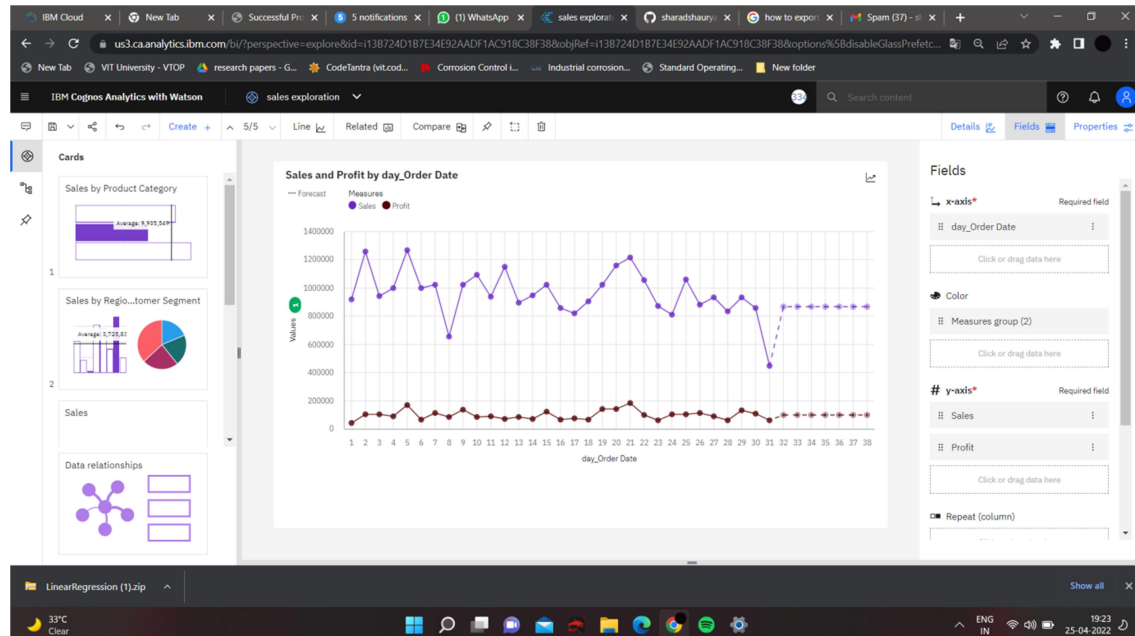 IBM Cloud
New Tab
Successful Pro
5 notifications
(1) WhatsApp
sales explorati
sharadshaurya
how to export
Spam (37) - sl
us3.ca.analytics.ibm.com/bi/?perspective=explore&id=i13B724D1B7E34E92AADF1AC918C38F38&objRef=i13B724D1B7E34E92AADF1AC918C38F38&options%5BdisableGlassPrefetc...
New Tab
VIT University - VTOP
research papers - G...
CodeTantra (vit.cod...
Corrosion Control i...
Industrial corrosion...
Standard Operating...
New folder
IBM Cognos Analytics with Watson
sales exploration
334
Search content
Create +
5/5
Line
Related
Compare
Details
Fields
Properties
Cards
Sales by Product Category
Average: 9,985,549
1
Sales by Regio...tomer Segment
2
Sales
Data relationships
Sales and Profit by day_Order Date
Forecast
Measures
Sales
Profit
Values
1
1400000
1200000
1000000
800000
600000
400000
200000
0
1 2 3 4 5 6 7 8 9 10 11 12 13 14 15 16 17 18 19 20 21 22 23 24 25 26 27 28 29 30 31 32 33 34 35 36 37 38
day_Order Date
Fields
x-axis* Required field
day_Order Date
Click or drag data here
Color
Measures group (2)
Click or drag data here
# y-axis* Required field
Sales
Profit
Click or drag data here
Repeat (column)
LinearRegression (1).zip
Show all
33°C
Clear
ENG
IN
19:23
25-04-2022